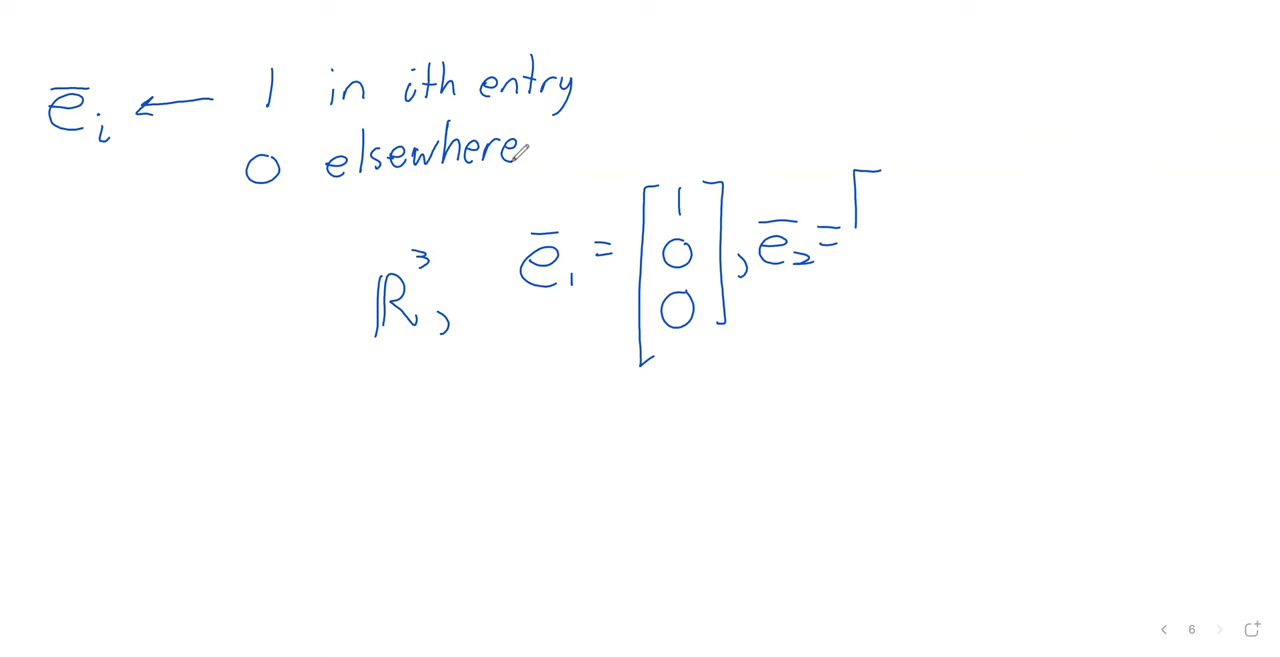 ē_i ← 1 in ith entry
0 elsewhere
ℝ³, ē₁ = [1 0 0], ē₂ = [
6